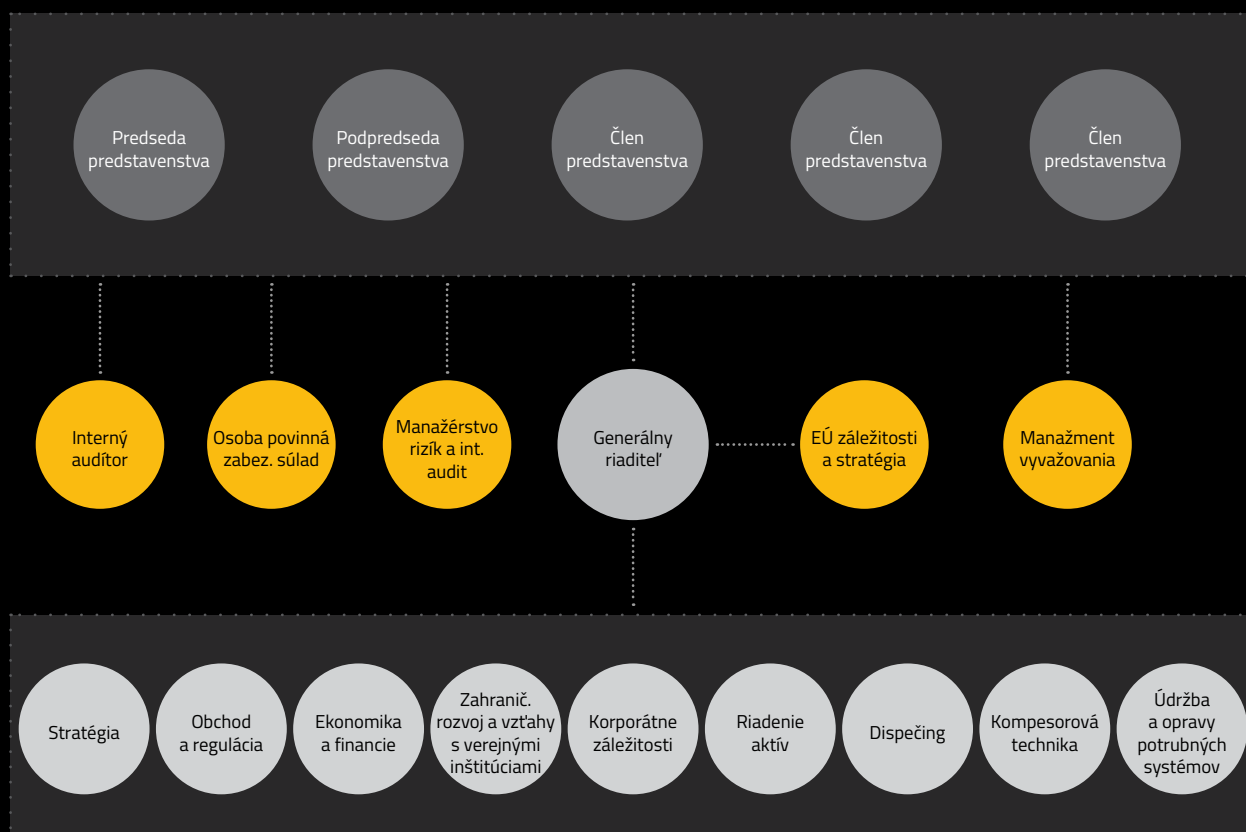 Predseda
predstavenstva
Podpredseda
predstavenstva
Člen
predstavenstva
Člen
predstavenstva
Člen
predstavenstva
Interný
audítor
Osoba povinná
zabez. súlad
Manažérstvo
rizík a int.
audit
Generálny
riaditeľ
EÚ záležitosti
a stratégia
Manažment
vyvažovania
Stratégia
Obchod
a regulácia
Ekonomika
a financie
Zahranič.
rozvoj a vzťahy
s verejnými
inštitúciami
Korporátne
záležitosti
Riadenie
aktív
Dispečing
Kompesorová
technika
Údržba
a opravy
potrubných
systémov